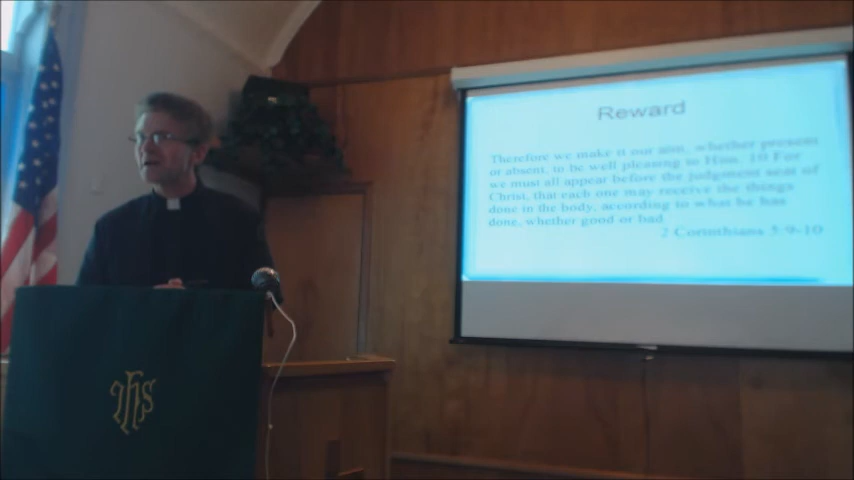 Reward
Therefore we make it our aim, whether present
or absent, to be well pleasing to Him. 10 For
we must all appear before the judgment seat of
Christ, that each one may receive the things
done in the body, according to what he has
done, whether good or bad
2 Corinthians 5:9-10
IHS